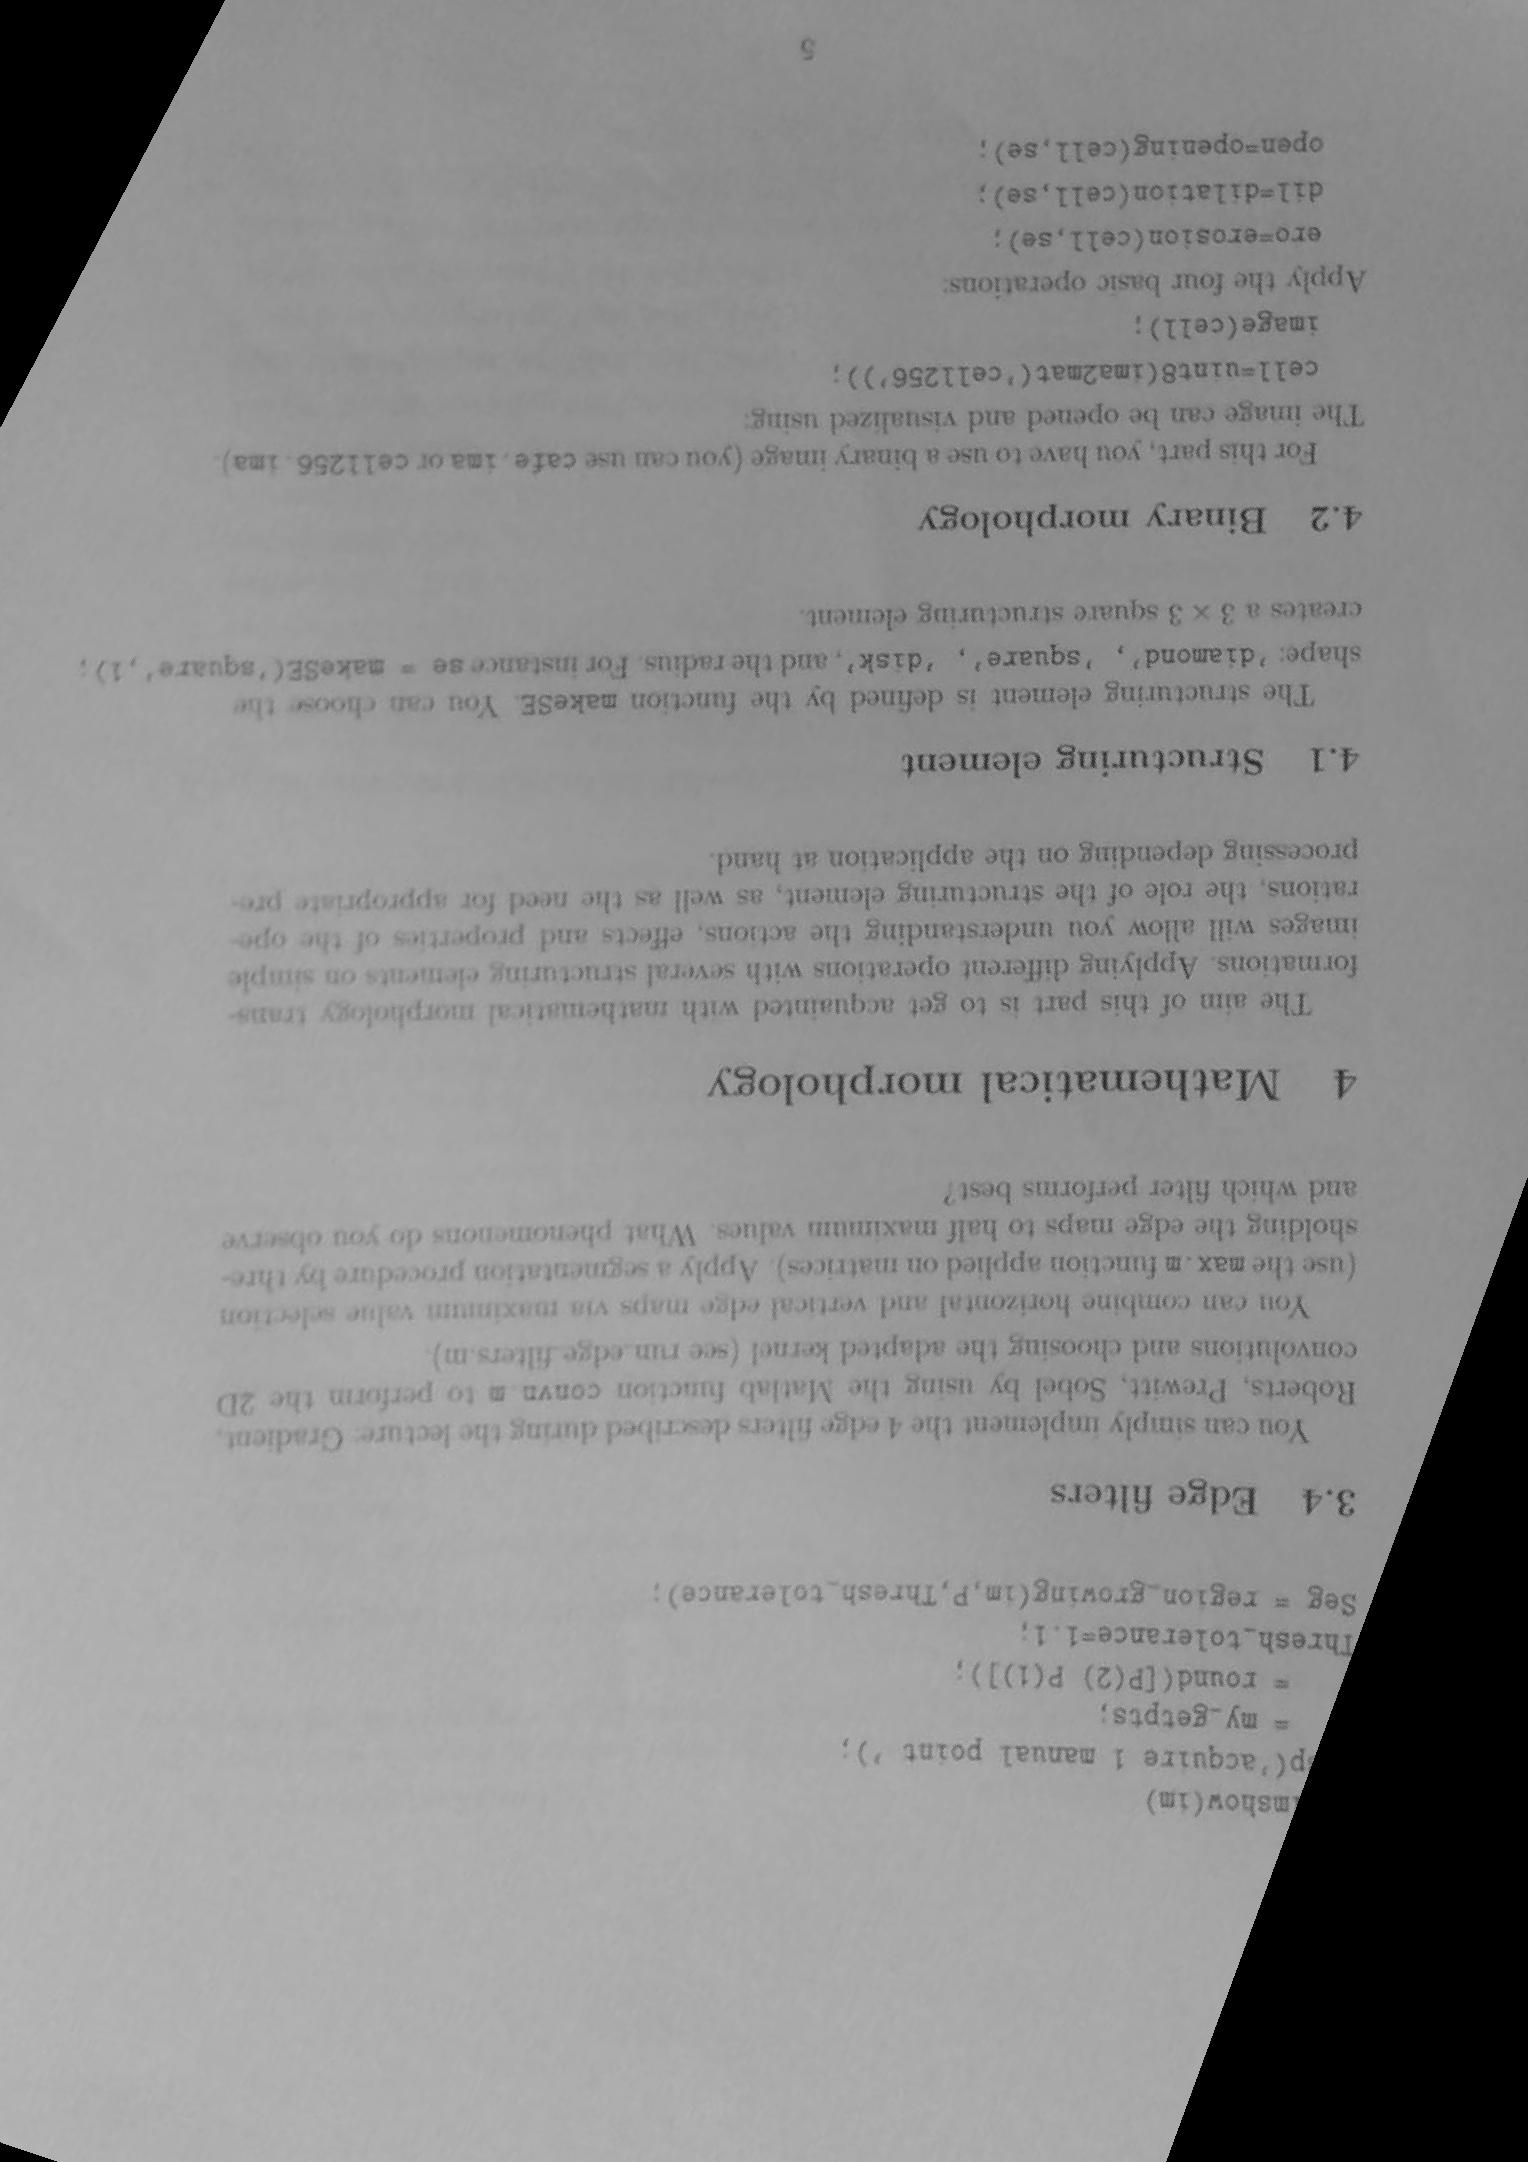 mshow(im)
p('acquire 1 manual point ');
= my_getpts;
= round([P(2) P(1)]);
Thresh_tolerance=1.1;
Seg = region_growing(im,P,Thresh_tolerance);
3.4 Edge filters
You can simply implement the 4 edge filters described during the lecture: Gradient,
Roberts, Prewitt, Sobel by using the Matlab function convn.m to perform the 2D
convolutions and choosing the adapted kernel (see run_edge_filters.m)
You can combine horizontal and vertical edge maps via maximum value selection
(use the max.m function applied on matrices). Apply a segmentation procedure by thre-
sholding the edge maps to half maximum values. What phenomenons do you observe
and which filter performs best?
4 Mathematical morphology
The aim of this part is to get acquainted with mathematical morphology trans-
formations. Applying different operations with several structuring elements on simple
images will allow you understanding the actions, effects and properties of the ope-
rations, the role of the structuring element, as well as the need for appropriate pre-
processing depending on the application at hand.
4.1 Structuring element
The structuring element is defined by the function makeSE. You can choose the
shape: 'diamond', 'square', 'disk', and the radius. For instance se = makeSE('square',1);
creates a 3 × 3 square structuring element.
4.2 Binary morphology
For this part, you have to use a binary image (you can use cafe.ima or cell256.ima).
The image can be opened and visualized using:
cell=uint8(ima2mat('cell256'));
image(cell);
Apply the four basic operations:
ero=erosion(cell,se);
dil=dilation(cell,se);
open=opening(cell,se);
5